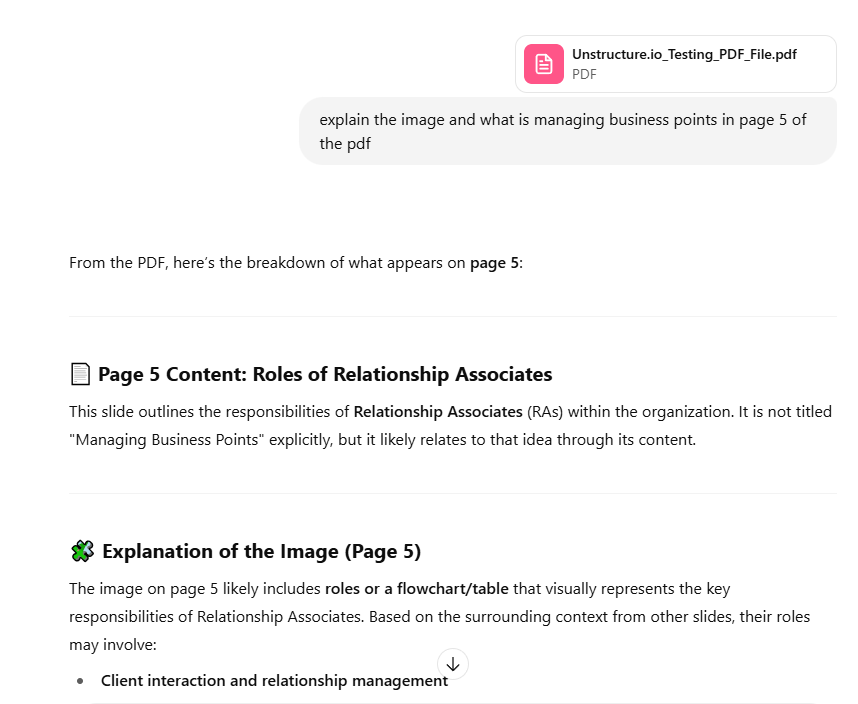 Unstructure.io_Testing_PDF_File.pdf
PDF
explain the image and what is managing business points in page 5 of
the pdf
From the PDF, here's the breakdown of what appears on page 5:
Page 5 Content: Roles of Relationship Associates
This slide outlines the responsibilities of Relationship Associates (RAs) within the organization. It is not titled
"Managing Business Points" explicitly, but it likely relates to that idea through its content.
Explanation of the Image (Page 5)
The image on page 5 likely includes roles or a flowchart/table that visually represents the key
responsibilities of Relationship Associates. Based on the surrounding context from other slides, their roles
may involve:
• Client interaction and relationship management